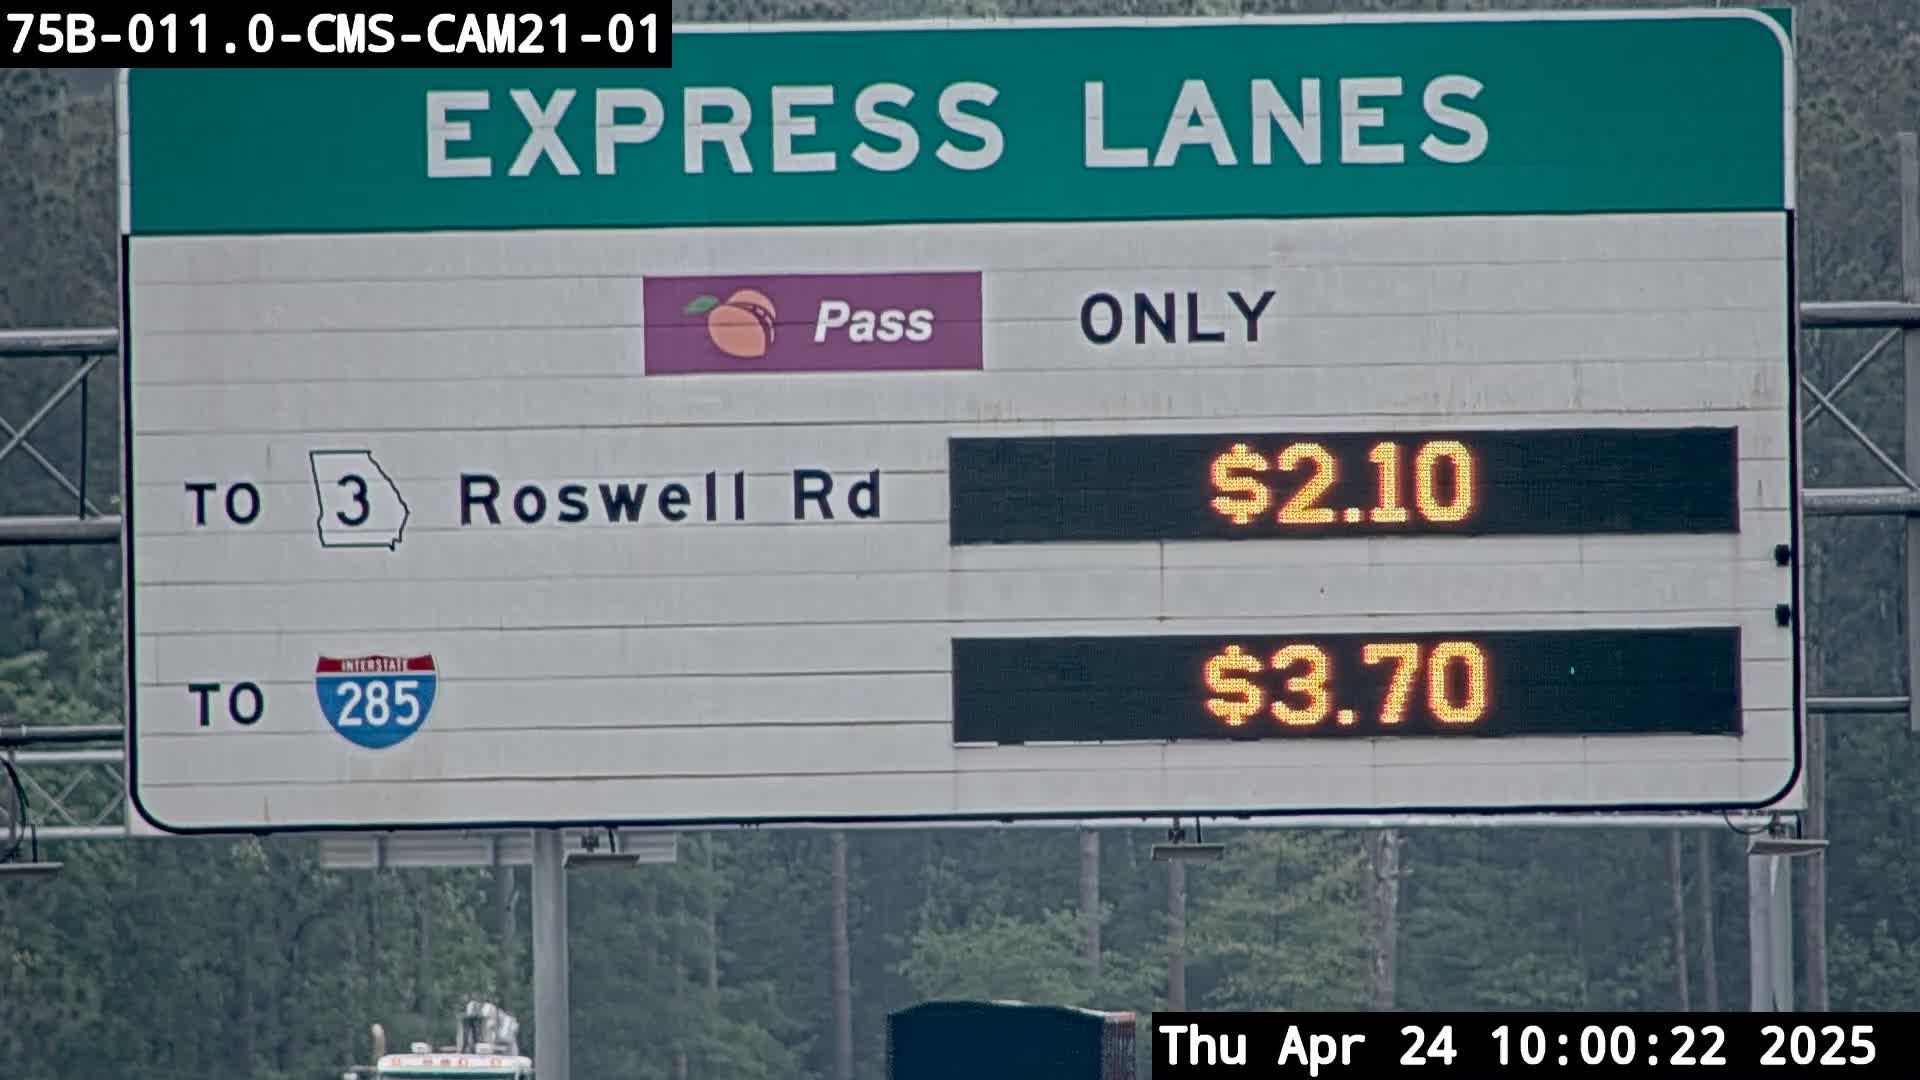 75B-011.0-CMS-CAM21-01
EXPRESS LANES
Pass ONLY
TO 3 Roswell Rd $2.10
TO INTERSTATE 285 $3.70
Thu Apr 24 10:00:22 2025